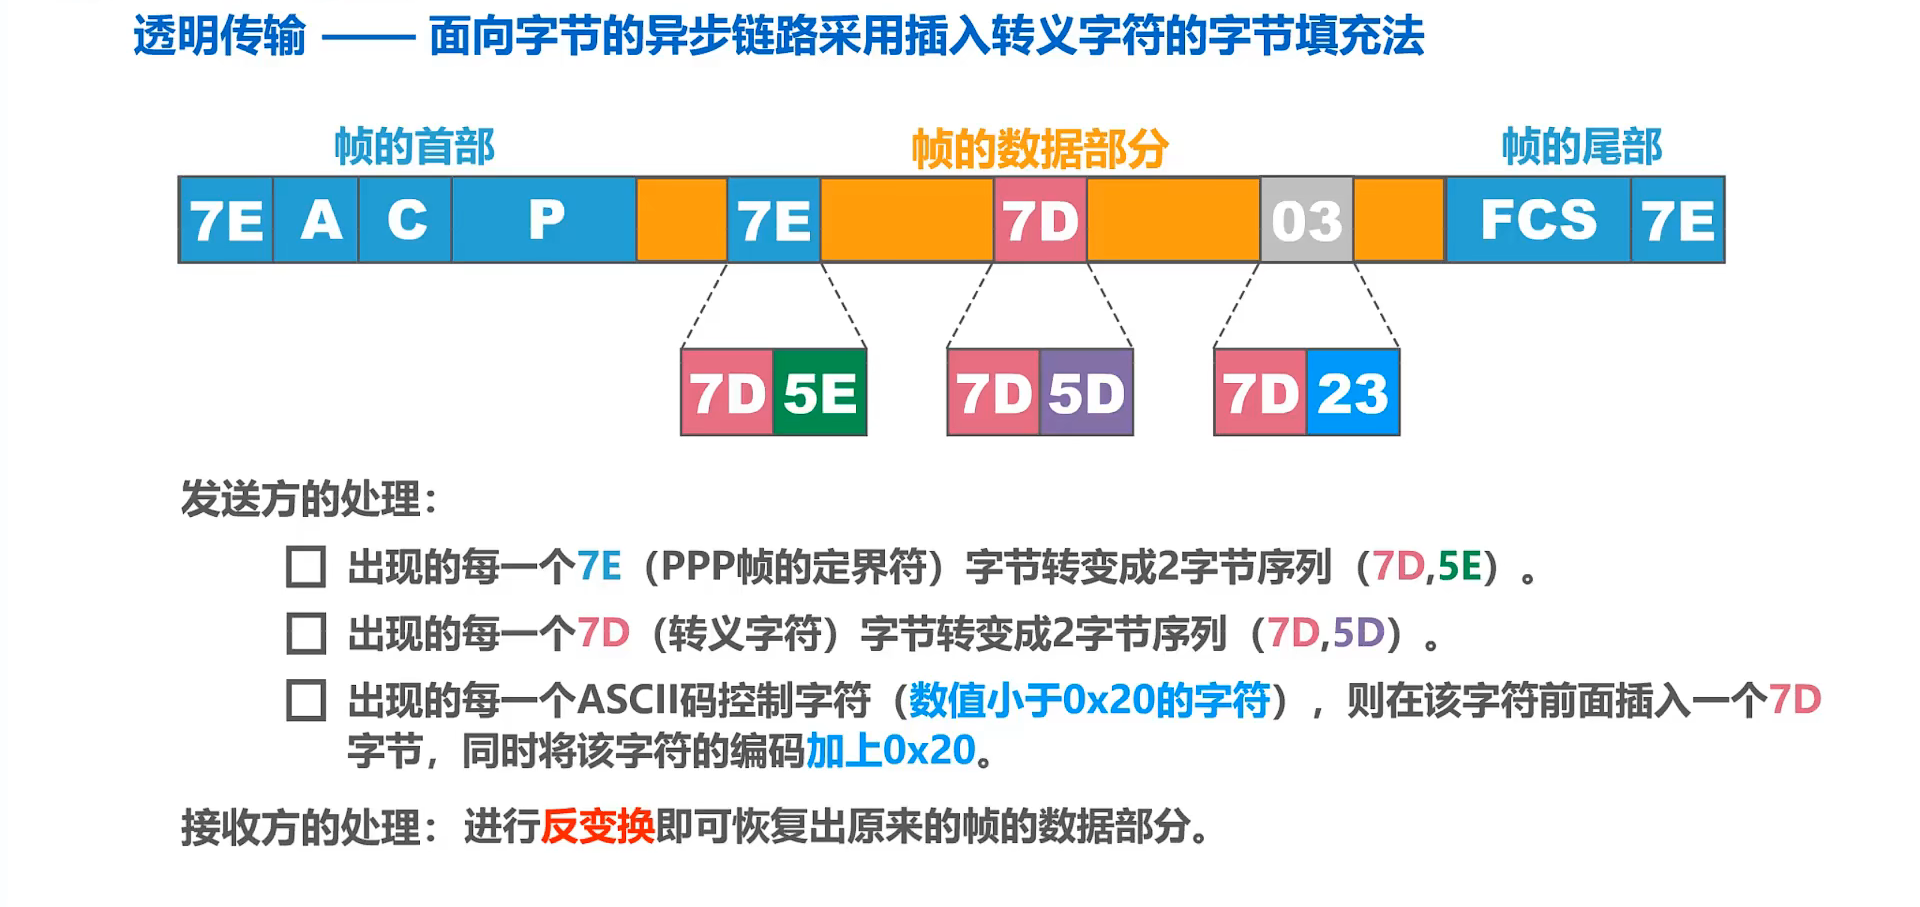 透明传输 —— 面向字节的异步链路采用插入转义字符的字节填充法
帧的首部 帧的数据部分 帧的尾部
7E A C P 7E 7D 03 FCS 7E
7D 5E 7D 5D 7D 23
发送方的处理：
出现的每一个7E（PPP帧的定界符）字节转变成2字节序列（7D,5E）。
出现的每一个7D（转义字符）字节转变成2字节序列（7D,5D）。
出现的每一个ASCII码控制字符（数值小于0x20的字符），则在该字符前面插入一个7D
字节，同时将该字符的编码加上0x20。
接收方的处理：进行反变换即可恢复出原来的帧的数据部分。